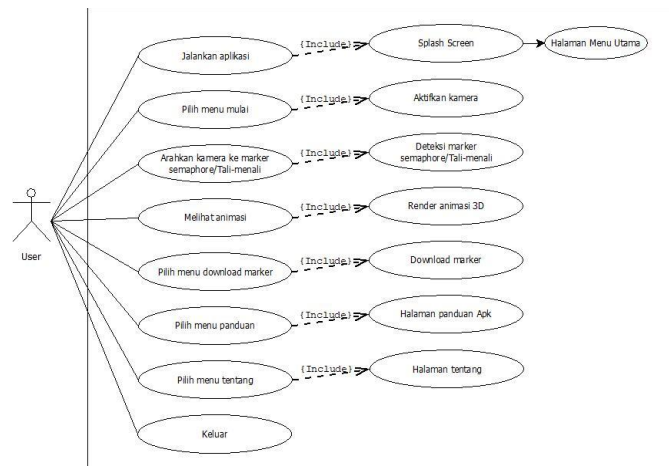 Jalankan aplikasi
{Include}
Splash Screen
Halaman Menu Utama
Pilih menu mulai
{Include}
Aktifkan kamera
Arahkan kamera ke marker
semaphore/Tali-menali
{Include}
Deteksi marker
semaphore/Tali-menali
Melihat animasi
{Include}
Render animasi 3D
User
Pilih menu download marker
{Include}
Download marker
Pilih menu panduan
{Include}
Halaman panduan Apk
Pilih menu tentang
{Include}
Halaman tentang
Keluar